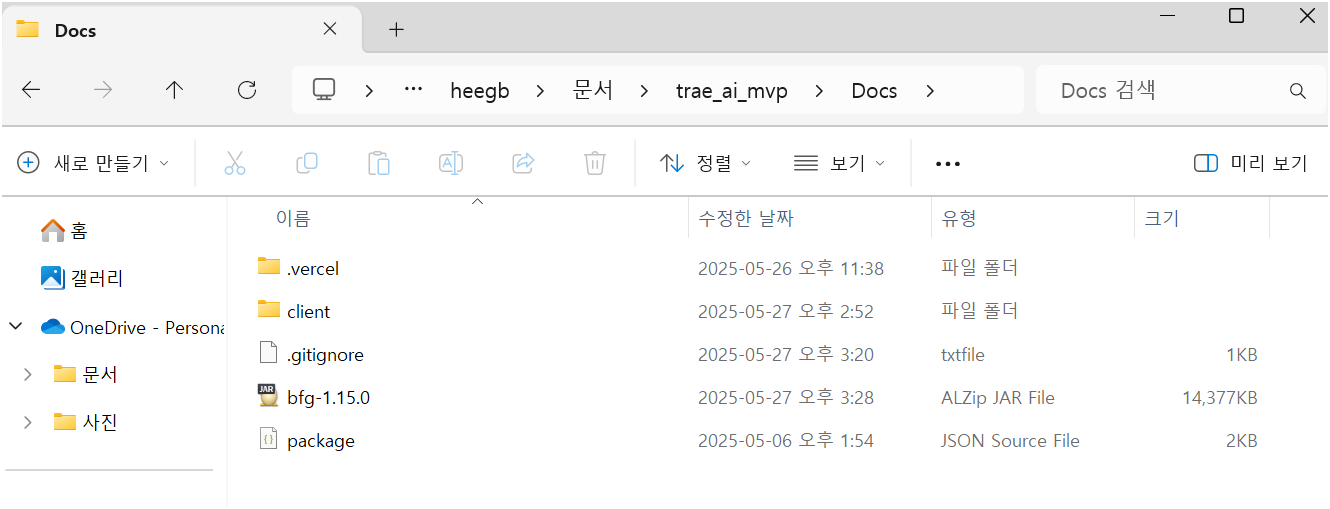 Docs
heegb 문서 trae_ai_mvp Docs Docs 검색
새로 만들기 정렬 보기 미리 보기
홈
갤러리
OneDrive - Persona
문서
사진
이름 수정한 날짜 유형 크기
.vercel 2025-05-26 오후 11:38 파일 폴더
client 2025-05-27 오후 2:52 파일 폴더
.gitignore 2025-05-27 오후 3:20 txtfile 1KB
JAR bfg-1.15.0 2025-05-27 오후 3:28 ALZip JAR File 14,377KB
package 2025-05-06 오후 1:54 JSON Source File 2KB